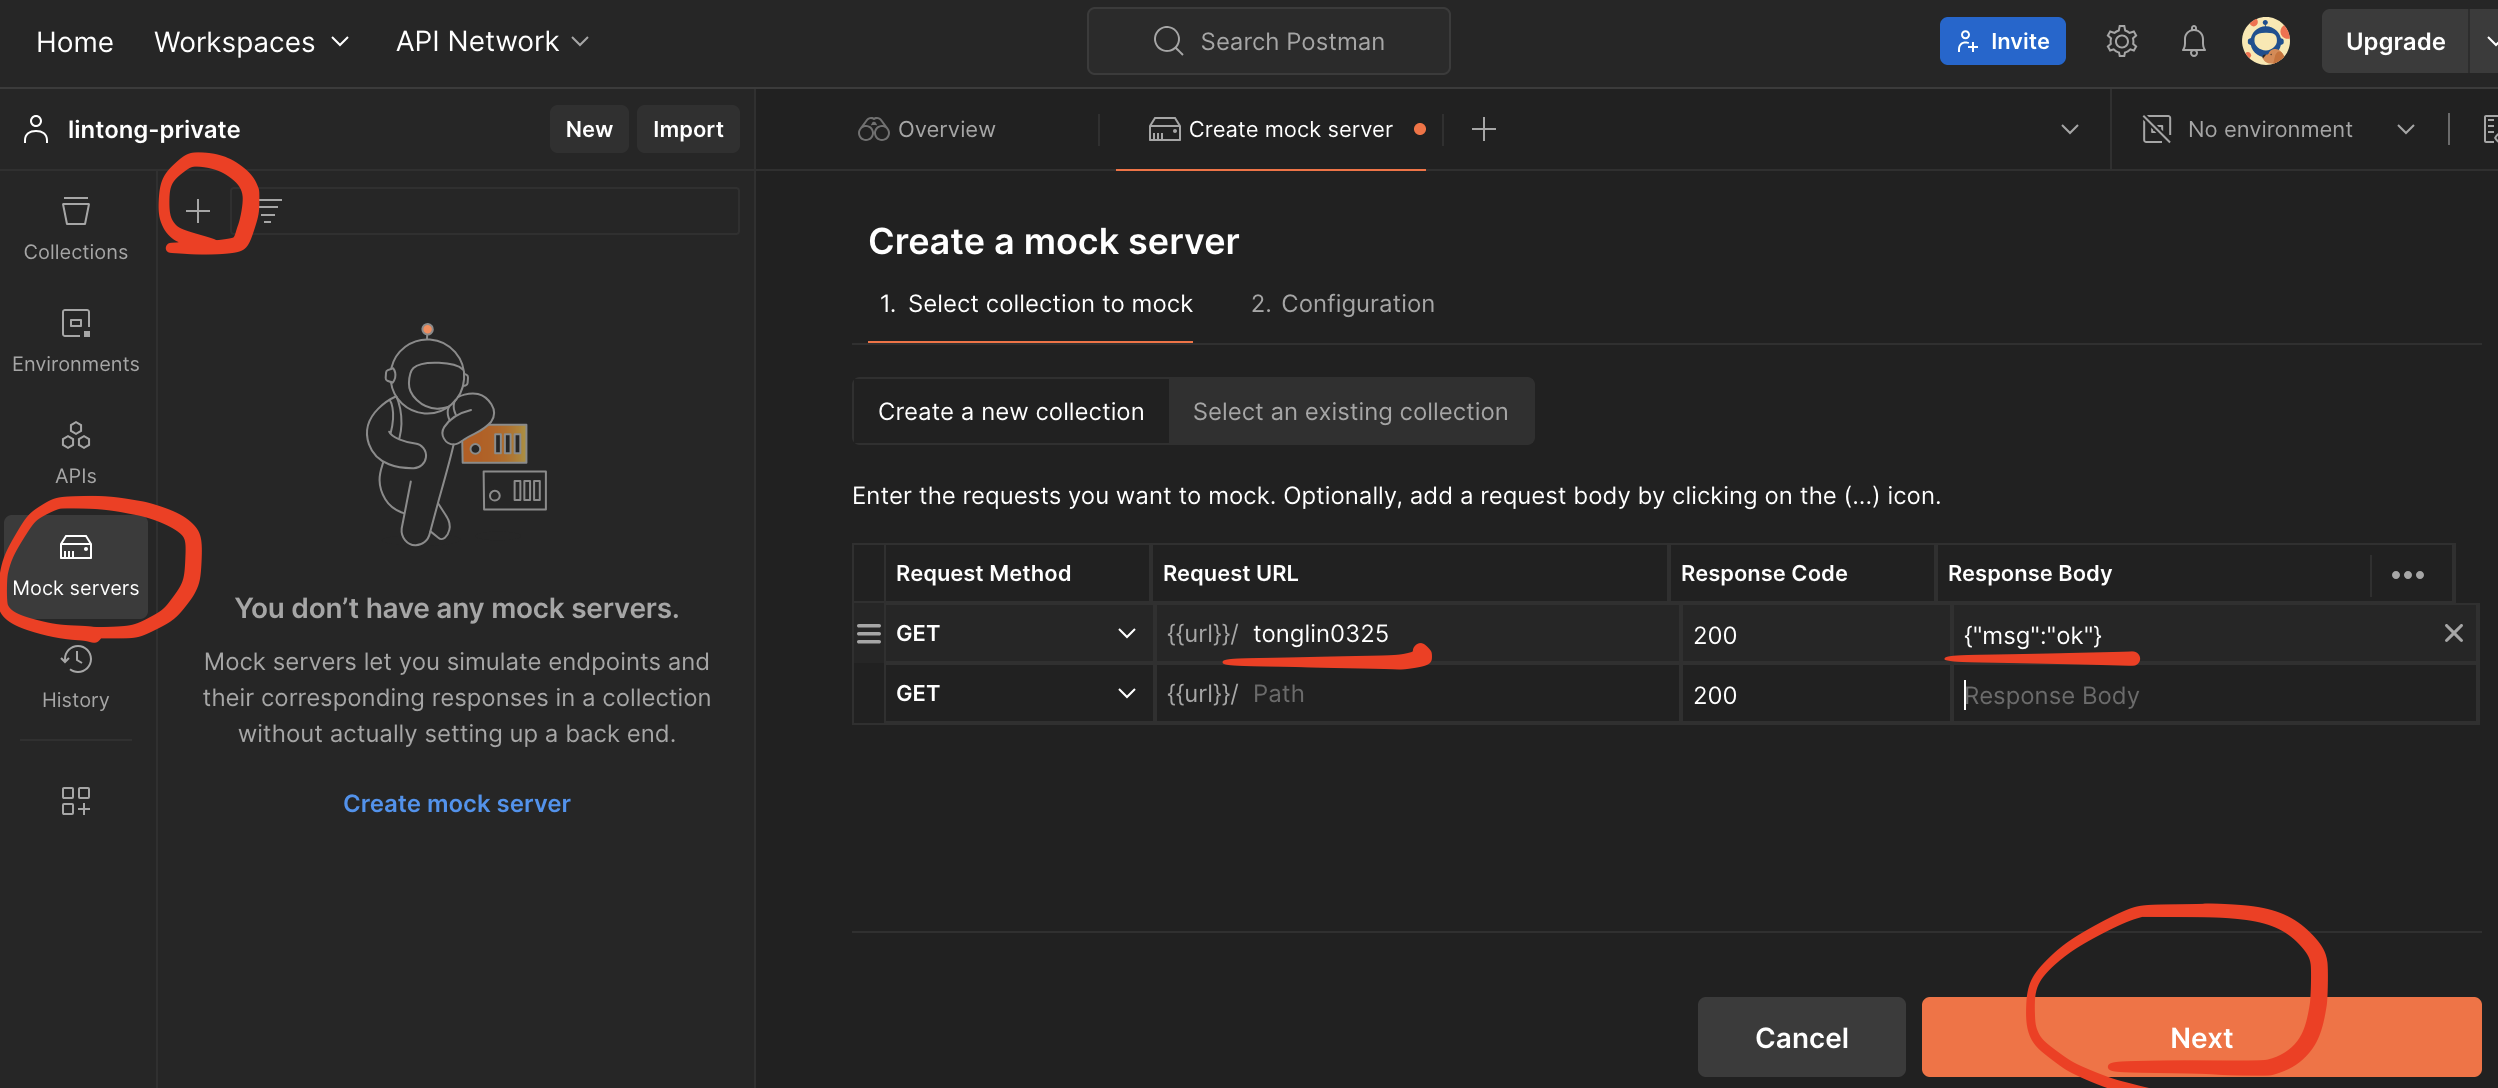 Home Workspaces API Network Search Postman Invite Upgrade
lintong-private New Import Overview Create mock server No environment
Collections
Environments
APIs
Mock servers
History
You don’t have any mock servers.
Mock servers let you simulate endpoints and
their corresponding responses in a collection
without actually setting up a back end.
Create mock server
Create a mock server
1. Select collection to mock 2. Configuration
Create a new collection Select an existing collection
Enter the requests you want to mock. Optionally, add a request body by clicking on the (...) icon.
Request Method Request URL Response Code Response Body
GET {{url}}/ tonglin0325 200 {"msg":"ok"}
GET {{url}}/ Path 200 Response Body
Cancel Next